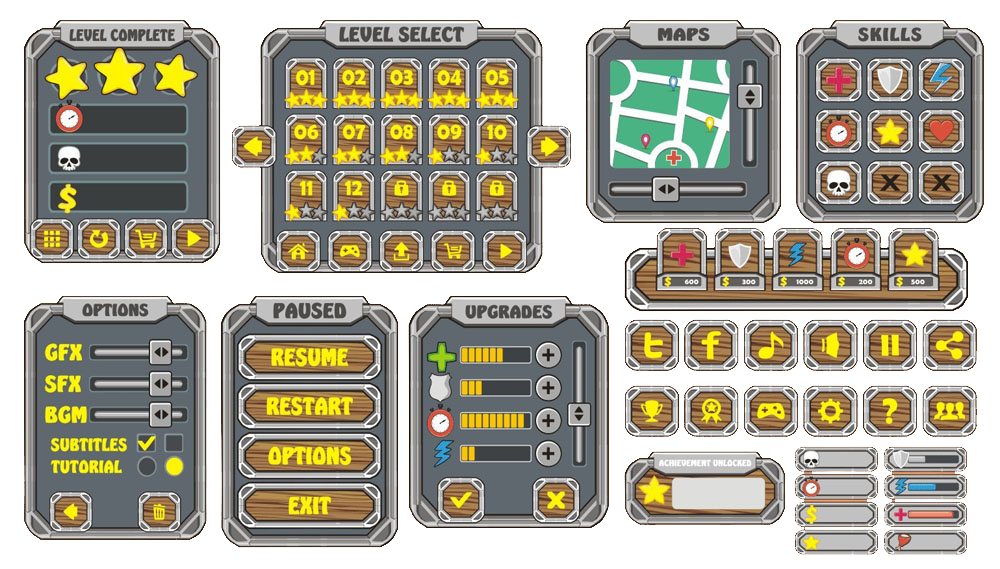 LEVEL COMPLETE
$
LEVEL SELECT
01 02 03 04 05
06 07 08 09 10
11 12
MAPS
SKILLS
X X
$ 600 $ 300 $ 1000 $ 200 $ 500
OPTIONS
GFX
SFX
BGM
SUBTITLES
TUTORIAL
PAUSED
RESUME
RESTART
OPTIONS
EXIT
UPGRADES
t f
?
ACHIEVEMENT UNLOCKED
$